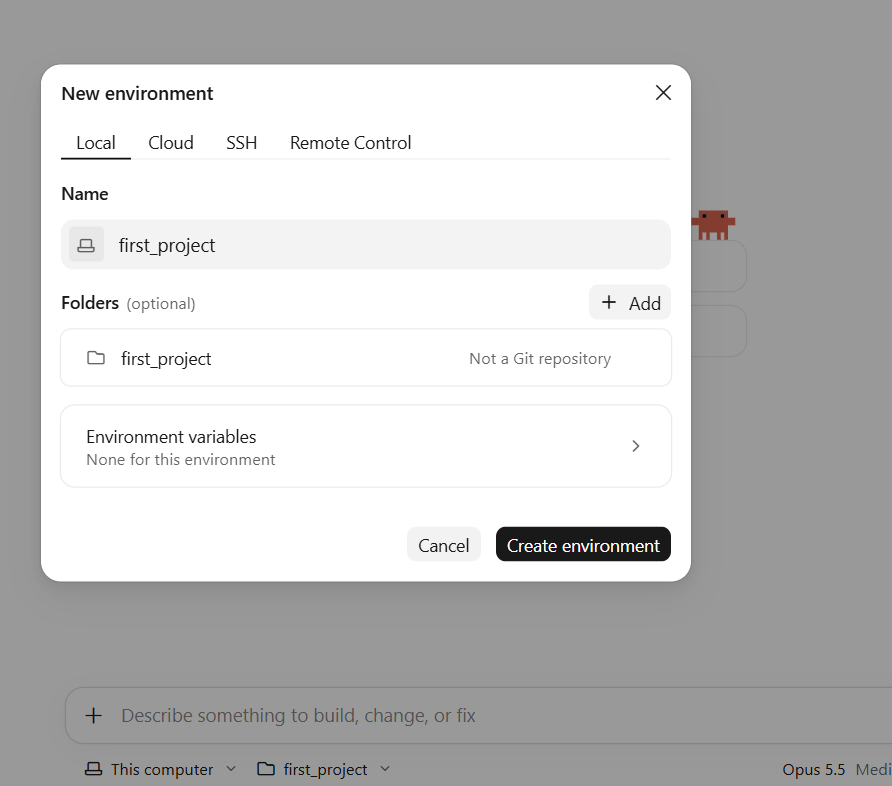 New environment
Local Cloud SSH Remote Control
Name
first_project
Folders (optional) + Add
first_project Not a Git repository
Environment variables
None for this environment
Cancel Create environment
Describe something to build, change, or fix
This computer first_project Opus 5.5 Medi